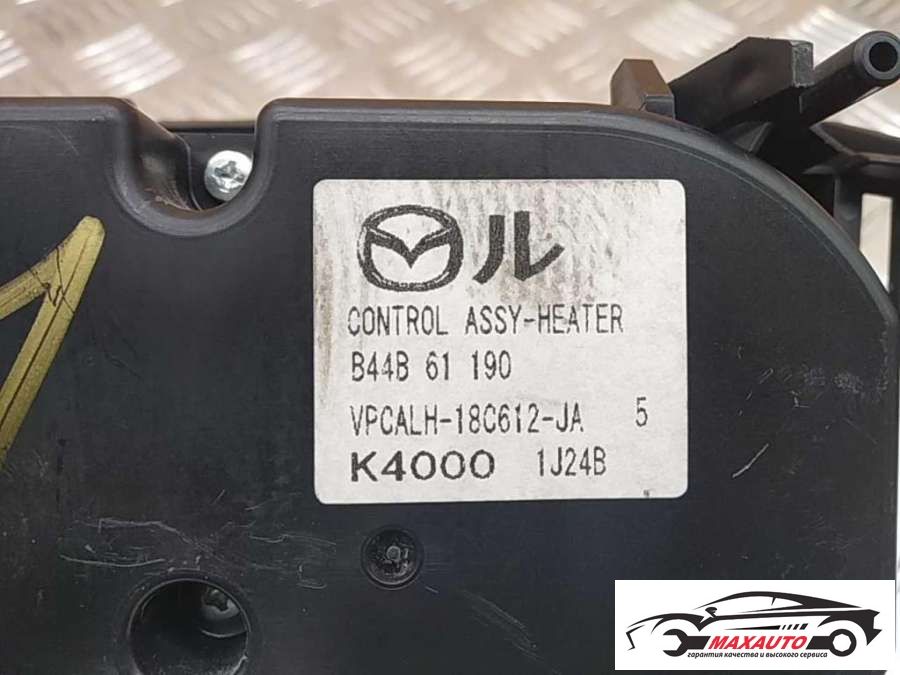 ル
CONTROL ASSY-HEATER
B44B 61 190
VPCALH-18C612-JA 5
K4000 1J24B
MAXAUTO
гарантия качества и высокого сервиса